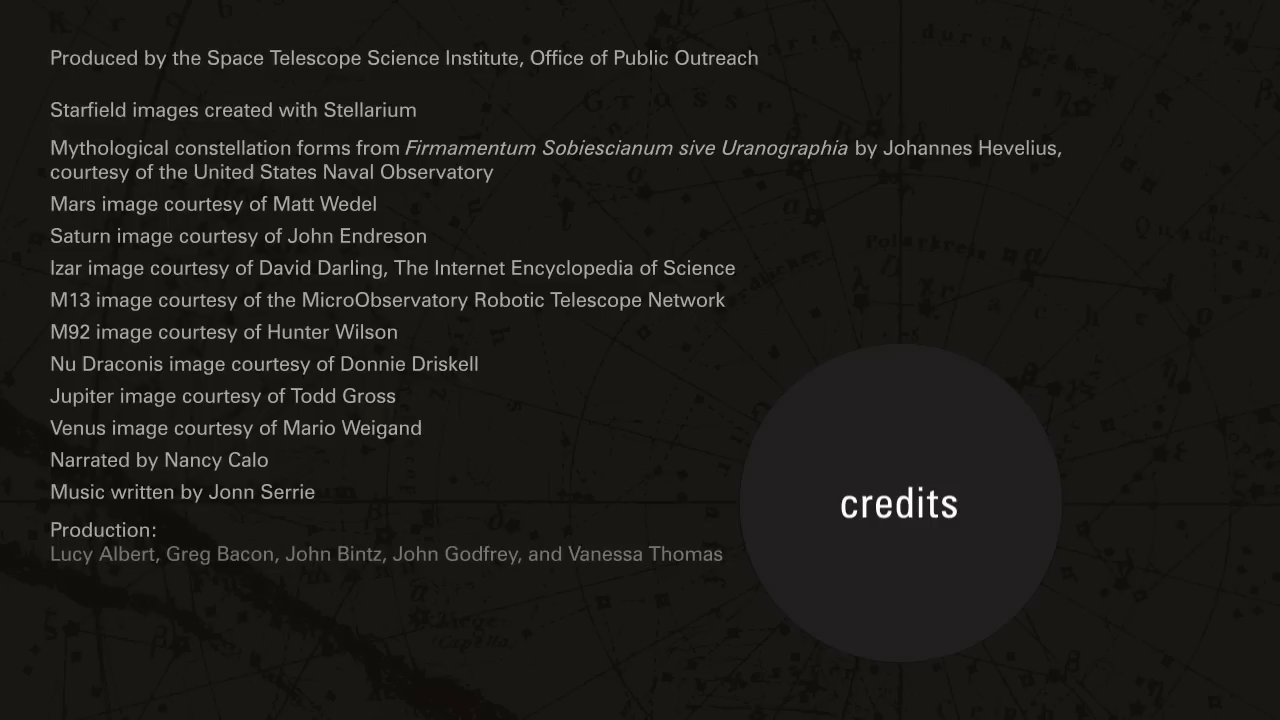 Produced by the Space Telescope Science Institute, Office of Public Outreach
Starfield images created with Stellarium
Mythological constellation forms from Firmamentum Sobiescianum sive Uranographia by Johannes Hevelius,
courtesy of the United States Naval Observatory
Mars image courtesy of Matt Wedel
Saturn image courtesy of John Endreson
Izar image courtesy of David Darling, The Internet Encyclopedia of Science
M13 image courtesy of the MicroObservatory Robotic Telescope Network
M92 image courtesy of Hunter Wilson
Nu Draconis image courtesy of Donnie Driskell
Jupiter image courtesy of Todd Gross
Venus image courtesy of Mario Weigand
Narrated by Nancy Calo
Music written by Jonn Serrie
Production:
Lucy Albert, Greg Bacon, John Bintz, John Godfrey, and Vanessa Thomas
credits